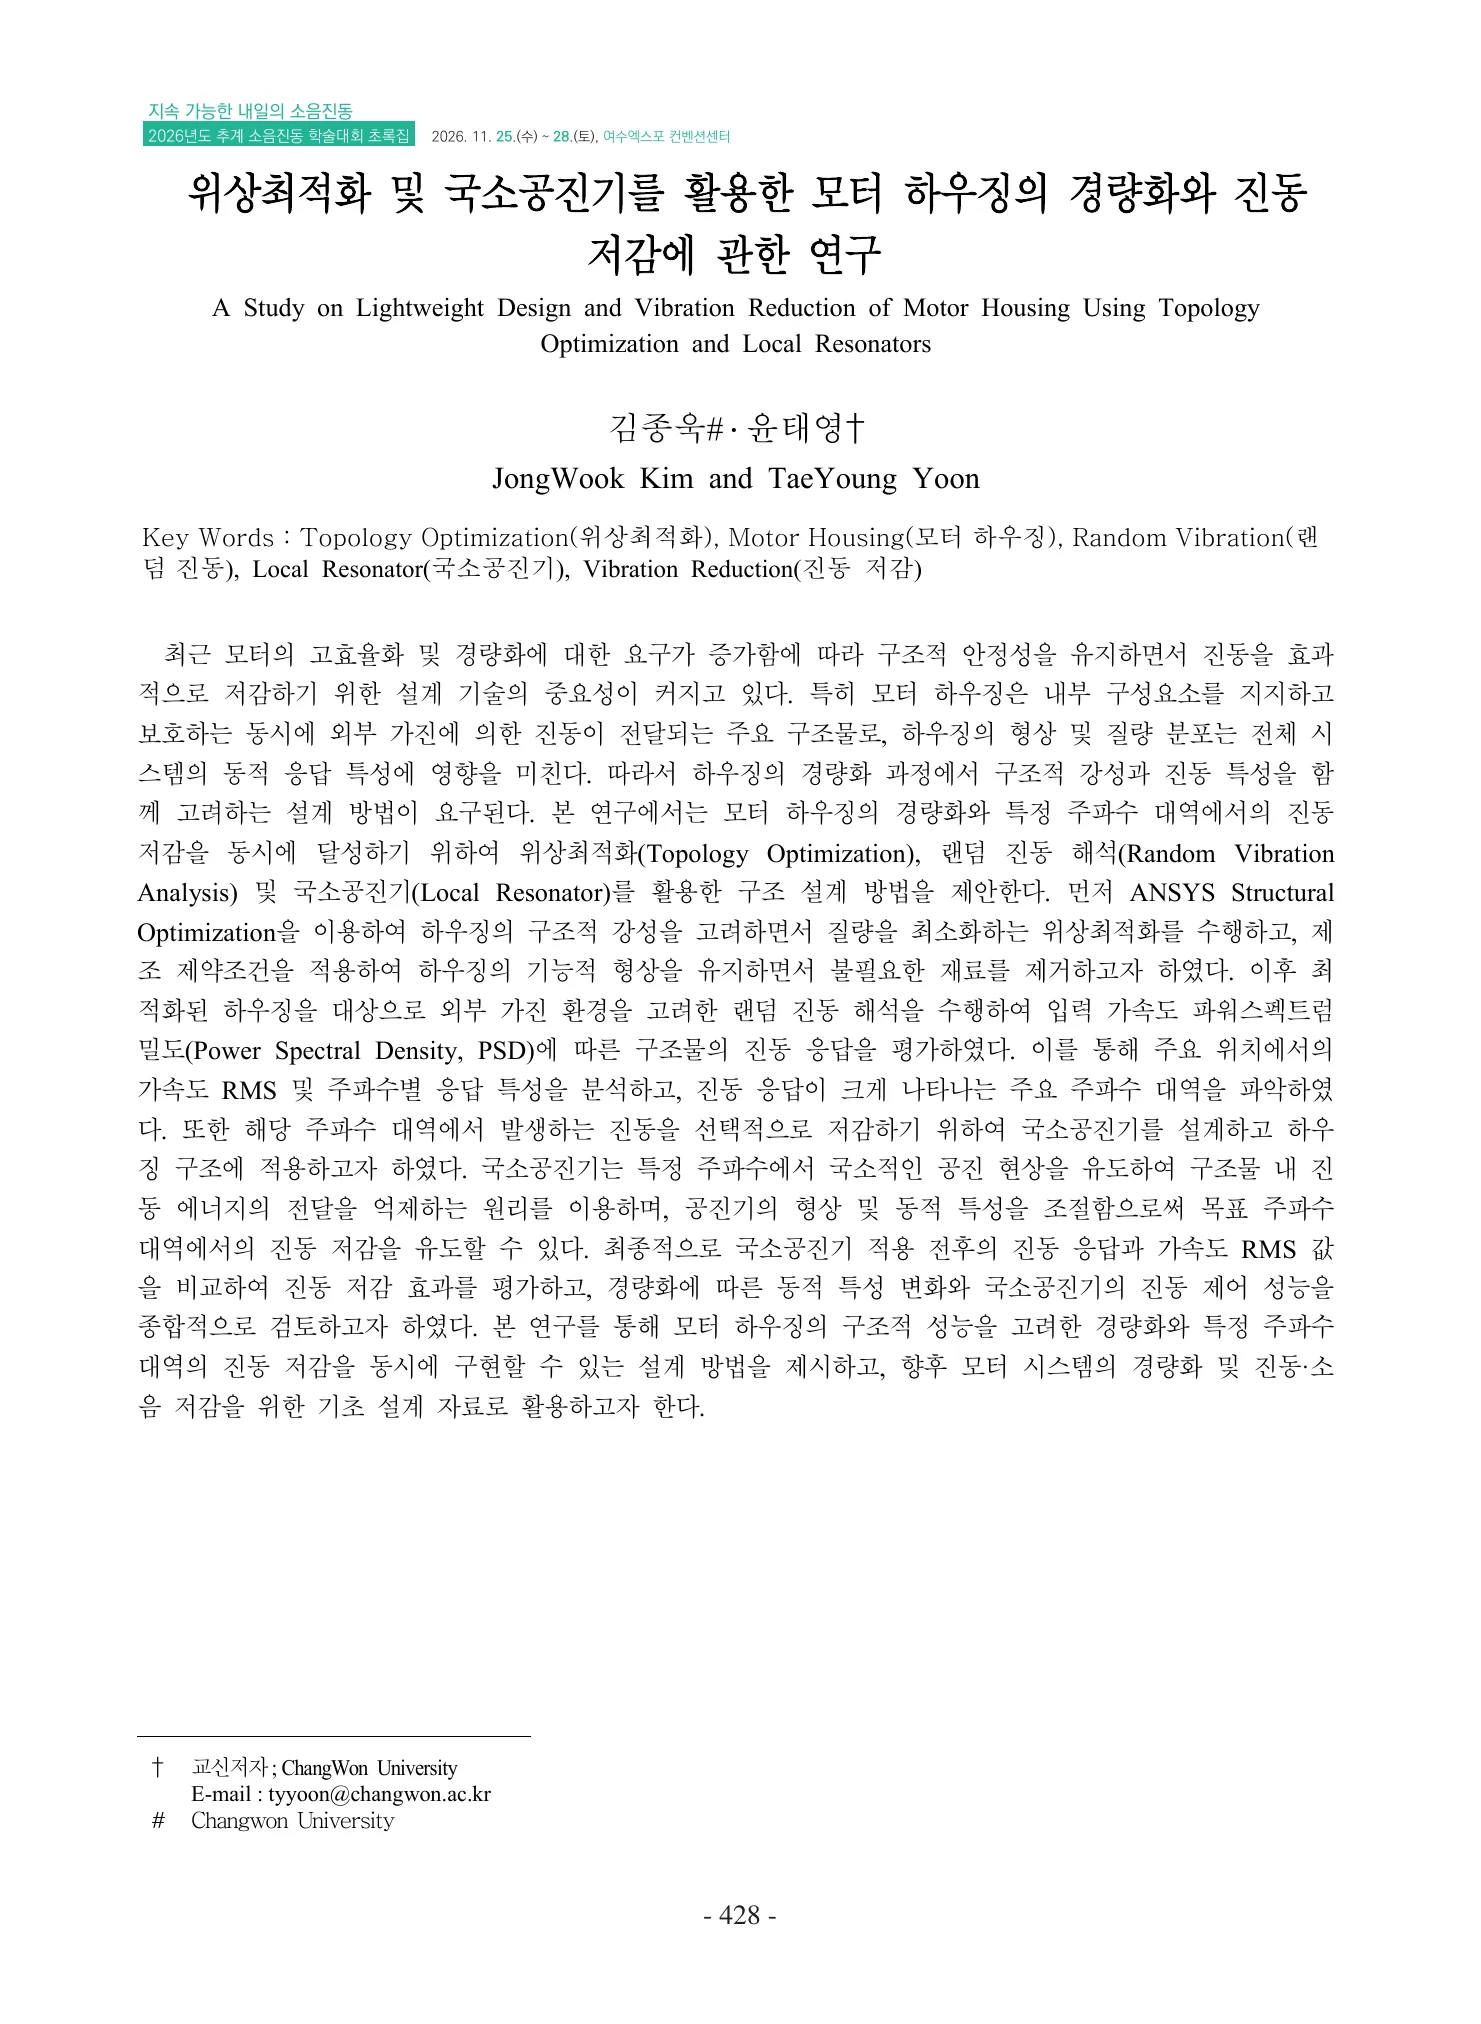 지속 가능한 내일의 소음진동
2026년도 추계 소음진동 학술대회 초록집 2026. 11. 25.(수) ~ 28.(토), 여수엑스포 컨벤션센터
위상최적화 및 국소공진기를 활용한 모터 하우징의 경량화와 진동
저감에 관한 연구
A Study on Lightweight Design and Vibration Reduction of Motor Housing Using Topology
Optimization and Local Resonators
김종욱#·윤태영†
JongWook Kim and TaeYoung Yoon
Key Words : Topology Optimization(위상최적화), Motor Housing(모터 하우징), Random Vibration(랜
덤 진동), Local Resonator(국소공진기), Vibration Reduction(진동 저감)
최근 모터의 고효율화 및 경량화에 대한 요구가 증가함에 따라 구조적 안정성을 유지하면서 진동을 효과
적으로 저감하기 위한 설계 기술의 중요성이 커지고 있다. 특히 모터 하우징은 내부 구성요소를 지지하고
보호하는 동시에 외부 가진에 의한 진동이 전달되는 주요 구조물로, 하우징의 형상 및 질량 분포는 전체 시
스템의 동적 응답 특성에 영향을 미친다. 따라서 하우징의 경량화 과정에서 구조적 강성과 진동 특성을 함
께 고려하는 설계 방법이 요구된다. 본 연구에서는 모터 하우징의 경량화와 특정 주파수 대역에서의 진동
저감을 동시에 달성하기 위하여 위상최적화(Topology Optimization), 랜덤 진동 해석(Random Vibration
Analysis) 및 국소공진기(Local Resonator)를 활용한 구조 설계 방법을 제안한다. 먼저 ANSYS Structural
Optimization을 이용하여 하우징의 구조적 강성을 고려하면서 질량을 최소화하는 위상최적화를 수행하고, 제
조 제약조건을 적용하여 하우징의 기능적 형상을 유지하면서 불필요한 재료를 제거하고자 하였다. 이후 최
적화된 하우징을 대상으로 외부 가진 환경을 고려한 랜덤 진동 해석을 수행하여 입력 가속도 파워스펙트럼
밀도(Power Spectral Density, PSD)에 따른 구조물의 진동 응답을 평가하였다. 이를 통해 주요 위치에서의
가속도 RMS 및 주파수별 응답 특성을 분석하고, 진동 응답이 크게 나타나는 주요 주파수 대역을 파악하였
다. 또한 해당 주파수 대역에서 발생하는 진동을 선택적으로 저감하기 위하여 국소공진기를 설계하고 하우
징 구조에 적용하고자 하였다. 국소공진기는 특정 주파수에서 국소적인 공진 현상을 유도하여 구조물 내 진
동 에너지의 전달을 억제하는 원리를 이용하며, 공진기의 형상 및 동적 특성을 조절함으로써 목표 주파수
대역에서의 진동 저감을 유도할 수 있다. 최종적으로 국소공진기 적용 전후의 진동 응답과 가속도 RMS 값
을 비교하여 진동 저감 효과를 평가하고, 경량화에 따른 동적 특성 변화와 국소공진기의 진동 제어 성능을
종합적으로 검토하고자 하였다. 본 연구를 통해 모터 하우징의 구조적 성능을 고려한 경량화와 특정 주파수
대역의 진동 저감을 동시에 구현할 수 있는 설계 방법을 제시하고, 향후 모터 시스템의 경량화 및 진동·소
음 저감을 위한 기초 설계 자료로 활용하고자 한다.
† 교신저자; ChangWon University
E-mail : tyyoon@changwon.ac.kr
# Changwon University
- 428 -